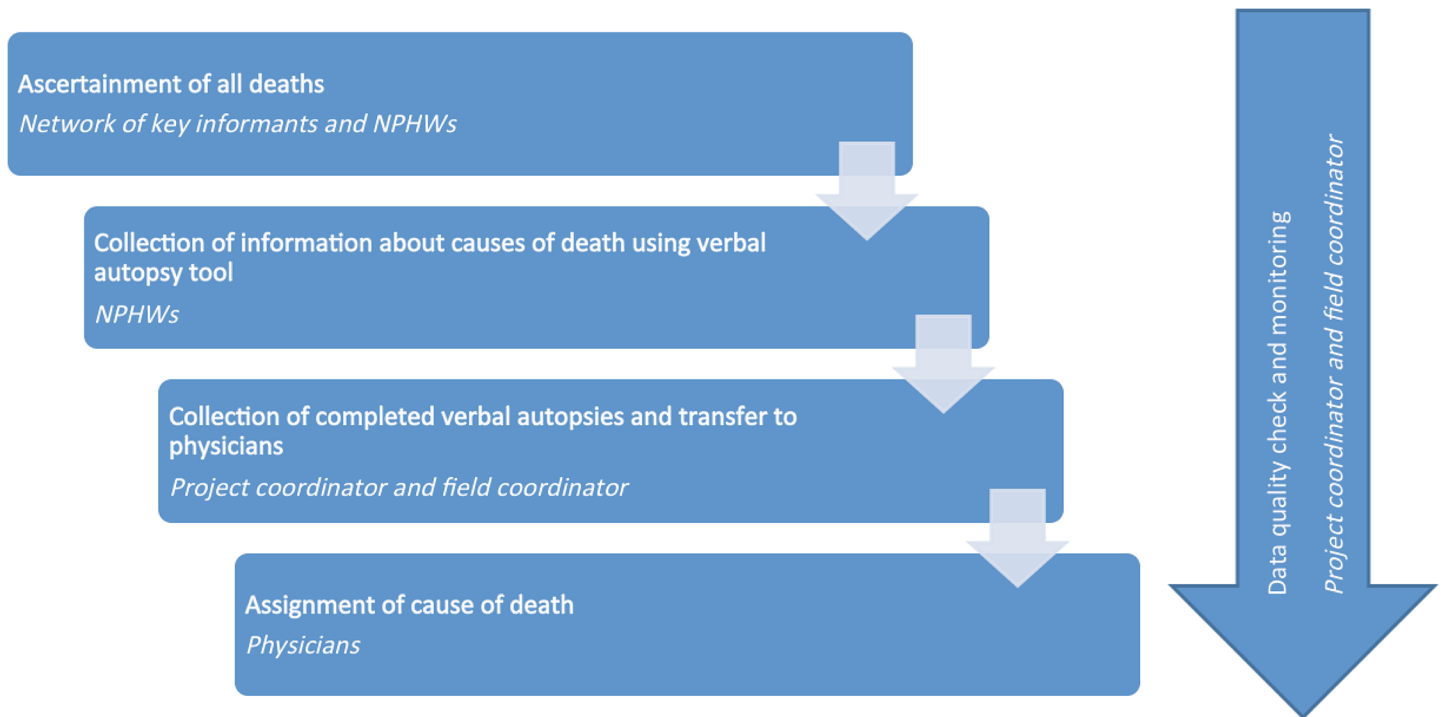 Ascertainment of all deaths
Network of key informants and NPHWs
Collection of information about causes of death using verbal
autopsy tool
NPHWs
Collection of completed verbal autopsies and transfer to
physicians
Project coordinator and field coordinator
Assignment of cause of death
Physicians
Data quality check and monitoring
Project coordinator and field coordinator